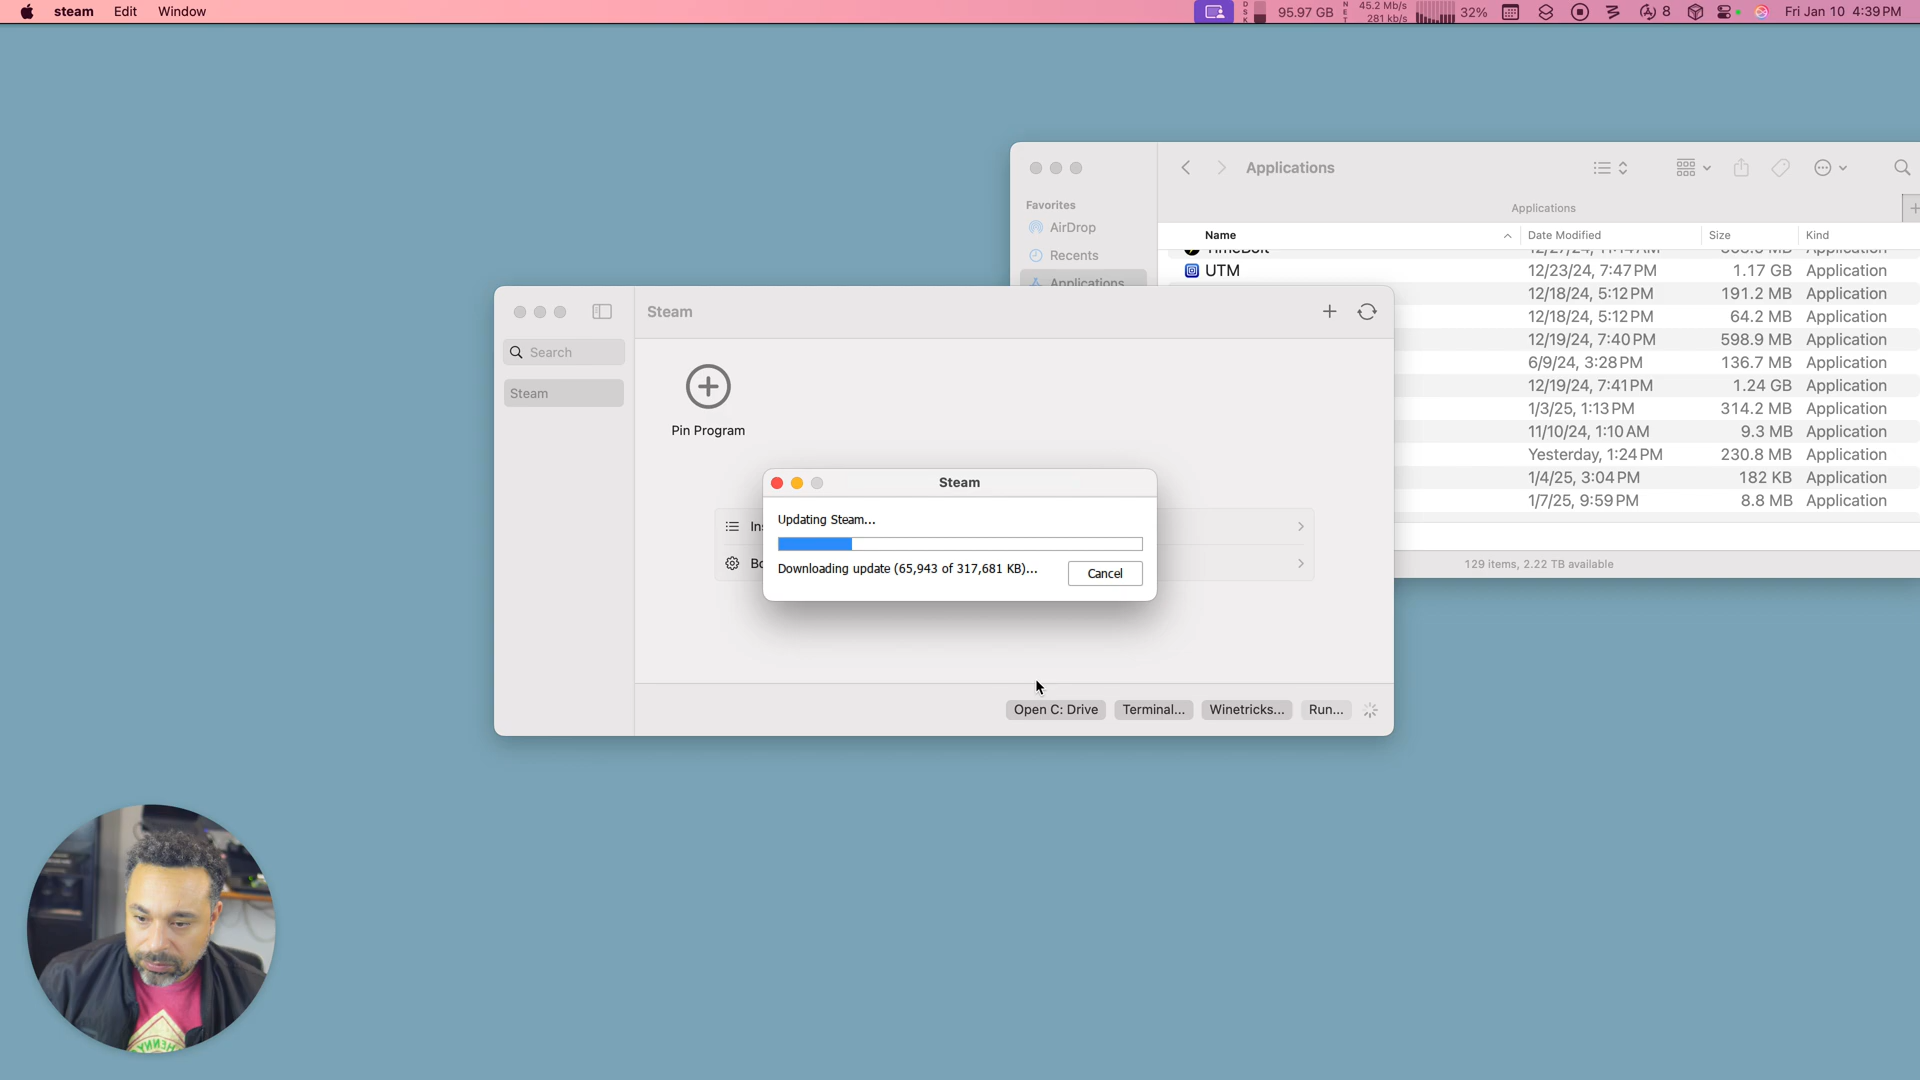 steam Edit Window
DSK 95.97 GB NET 45.2 Mb/s 281 kb/s 32% 8 Fri Jan 10 4:39 PM
Applications
Favorites
AirDrop
Recents
Applications
Applications
Name Date Modified Size Kind
UTM 12/23/24, 7:47 PM 1.17 GB Application
12/18/24, 5:12 PM 191.2 MB Application
12/18/24, 5:12 PM 64.2 MB Application
12/19/24, 7:40 PM 598.9 MB Application
6/9/24, 3:28 PM 136.7 MB Application
12/19/24, 7:41 PM 1.24 GB Application
1/3/25, 1:13 PM 314.2 MB Application
11/10/24, 1:10 AM 9.3 MB Application
Yesterday, 1:24 PM 230.8 MB Application
1/4/25, 3:04 PM 182 KB Application
1/7/25, 9:59 PM 8.8 MB Application
129 items, 2.22 TB available
Steam
Search
Steam
Pin Program
Steam
Updating Steam...
Downloading update (65,943 of 317,681 KB)...
Cancel
Open C: Drive Terminal... Winetricks... Run...